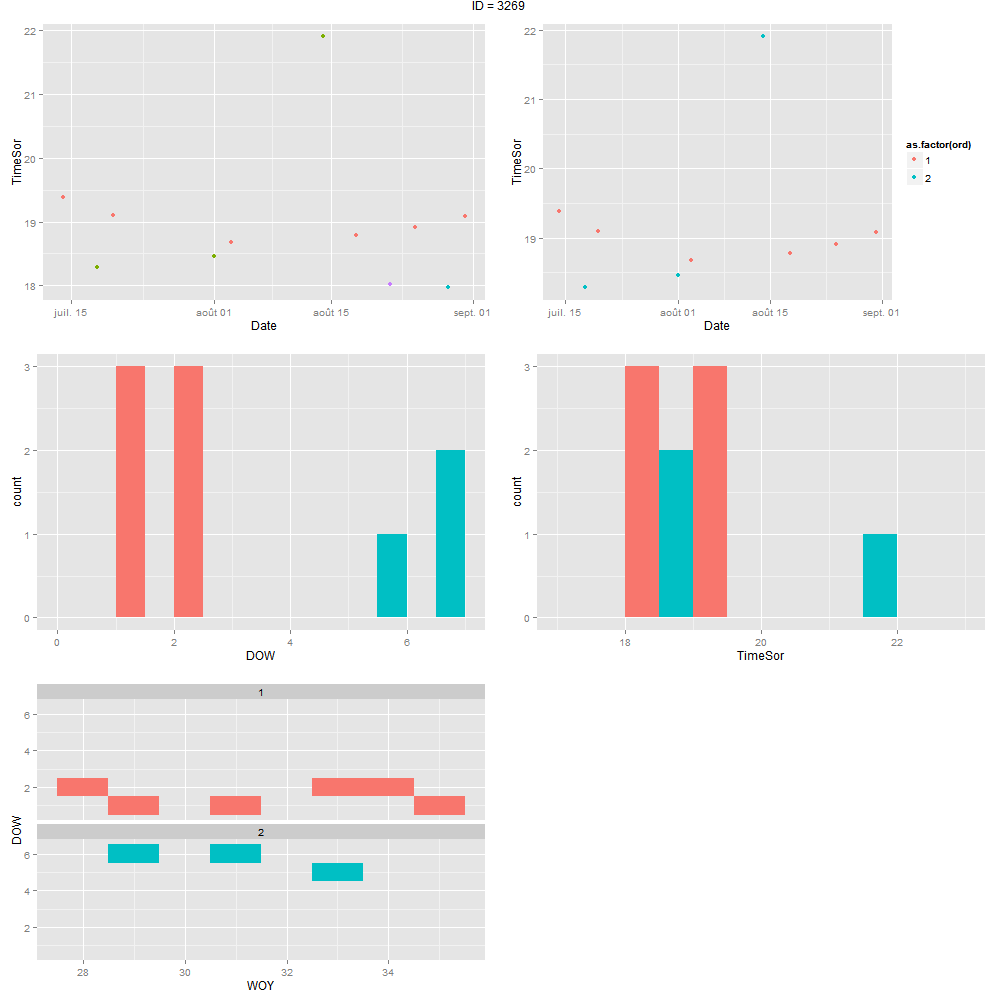 ID = 3269
22
21
20
19
18
TimeSor
juil. 15
août 01
août 15
sept. 01
Date
22
21
20
19
TimeSor
juil. 15
août 01
août 15
sept. 01
Date
as.factor(ord)
1
2
3
2
1
0
count
0
2
4
6
DOW
3
2
1
0
count
18
20
22
TimeSor
1
6
4
2
2
6
4
2
DOW
28
30
32
34
WOY